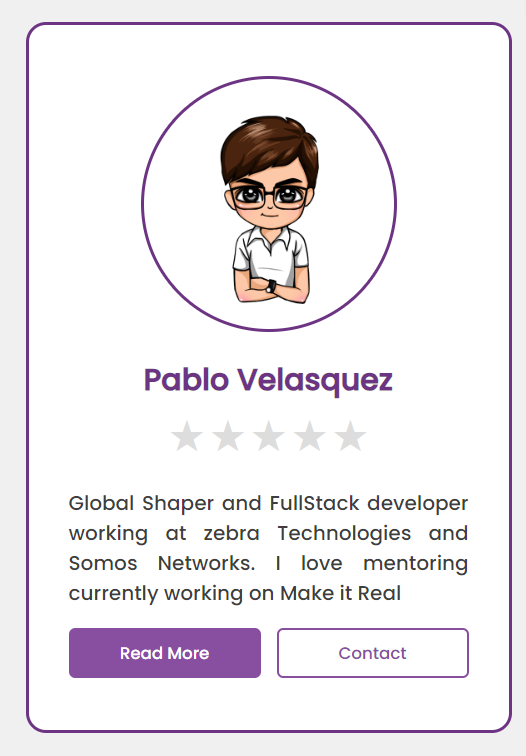 Pablo Velasquez
Global Shaper and FullStack developer
working at zebra Technologies and
Somos Networks. I love mentoring
currently working on Make it Real
Read More
Contact